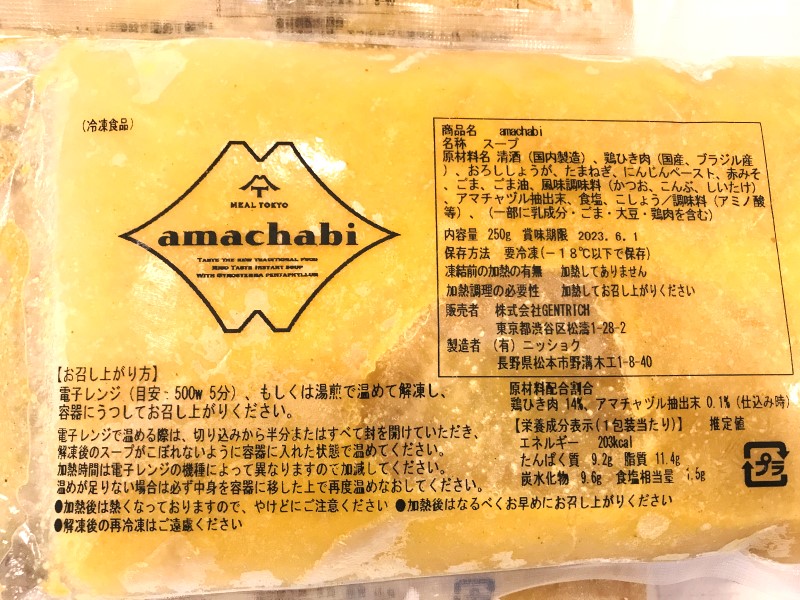 (冷凍食品)
MEAL TOKYO
amachabi
TASTE THE NEW TRADITIONAL FOOD
MISO TASTE INSTANT SOUP
WITH GYNOSTEMMA PENTAPHYLLUM
商品名 amachabi
名称 スープ
原材料名 清酒(国内製造)、鶏ひき肉(国産、ブラジル産
)、おろししょうが、たまねぎ、にんじんペースト、赤みそ
、ごま、ごま油、風味調味料(かつお、こんぶ、しいたけ)
、アマチャヅル抽出末、食塩、こしょう/調味料(アミノ酸
等)、(一部に乳成分・ごま・大豆・鶏肉を含む)
内容量 250g 賞味期限 2023.6.1
保存方法 要冷凍(-18℃以下で保存)
凍結前の加熱の有無 加熱してありません
加熱調理の必要性 加熱してお召し上がりください
販売者 株式会社GENTRICH
東京都渋谷区松濤1-28-2
製造者 (有)ニッショク
長野県松本市野溝木工1-8-40
原材料配合割合
鶏ひき肉 14%、アマチャヅル抽出末 0.1%(仕込み時)
【栄養成分表示(1包装当たり)】 推定値
エネルギー 203kcal
たんぱく質 9.2g 脂質 11.4g
炭水化物 9.6g 食塩相当量 1.5g
プラ
【お召し上がり方】
電子レンジ(目安:500w 5分)、もしくは湯煎で温めて解凍し、
容器にうつしてお召し上がりください。
電子レンジで温める際は、切り込みから半分またはすべて封を開けていただき、
解凍後のスープがこぼれないように容器に入れた状態で温めてください。
加熱時間は電子レンジの機種によって異なりますので加減してください。
温めが足りない場合は必ず中身を容器に移した上で再度温めなおしてください。
●加熱後は熱くなっておりますので、やけどにご注意ください ●加熱後はなるべくお早めにお召し上がりください
●解凍後の再冷凍はご遠慮ください